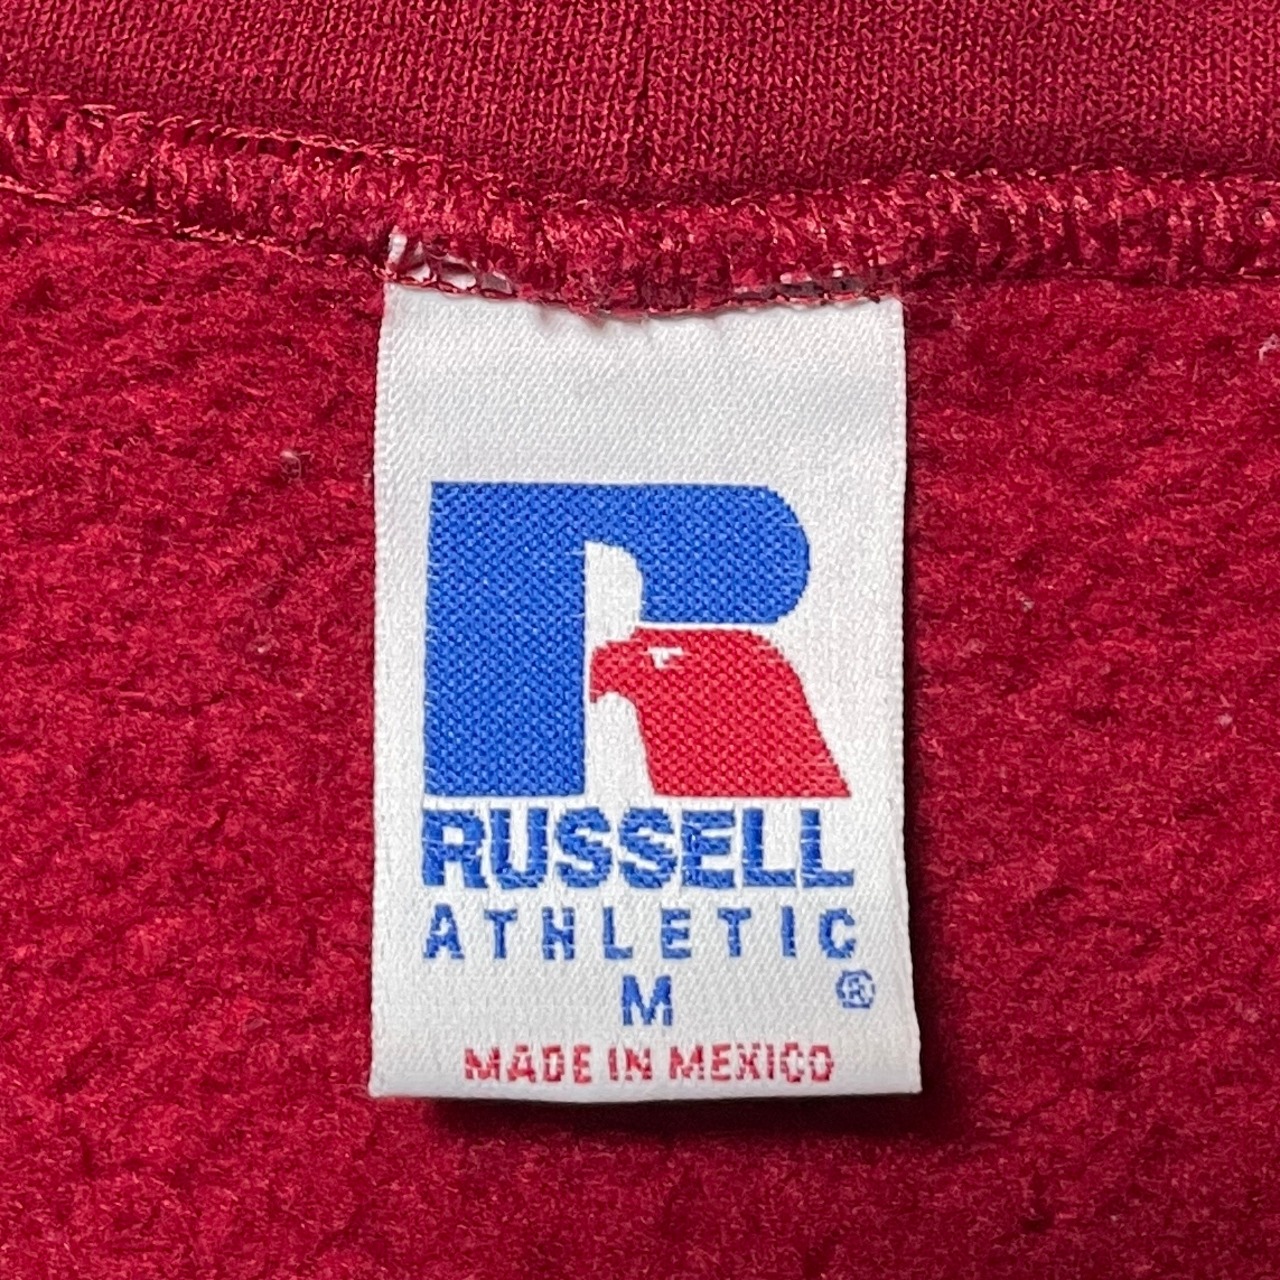 R
RUSSELL
ATHLETIC
M ®
MADE IN MEXICO